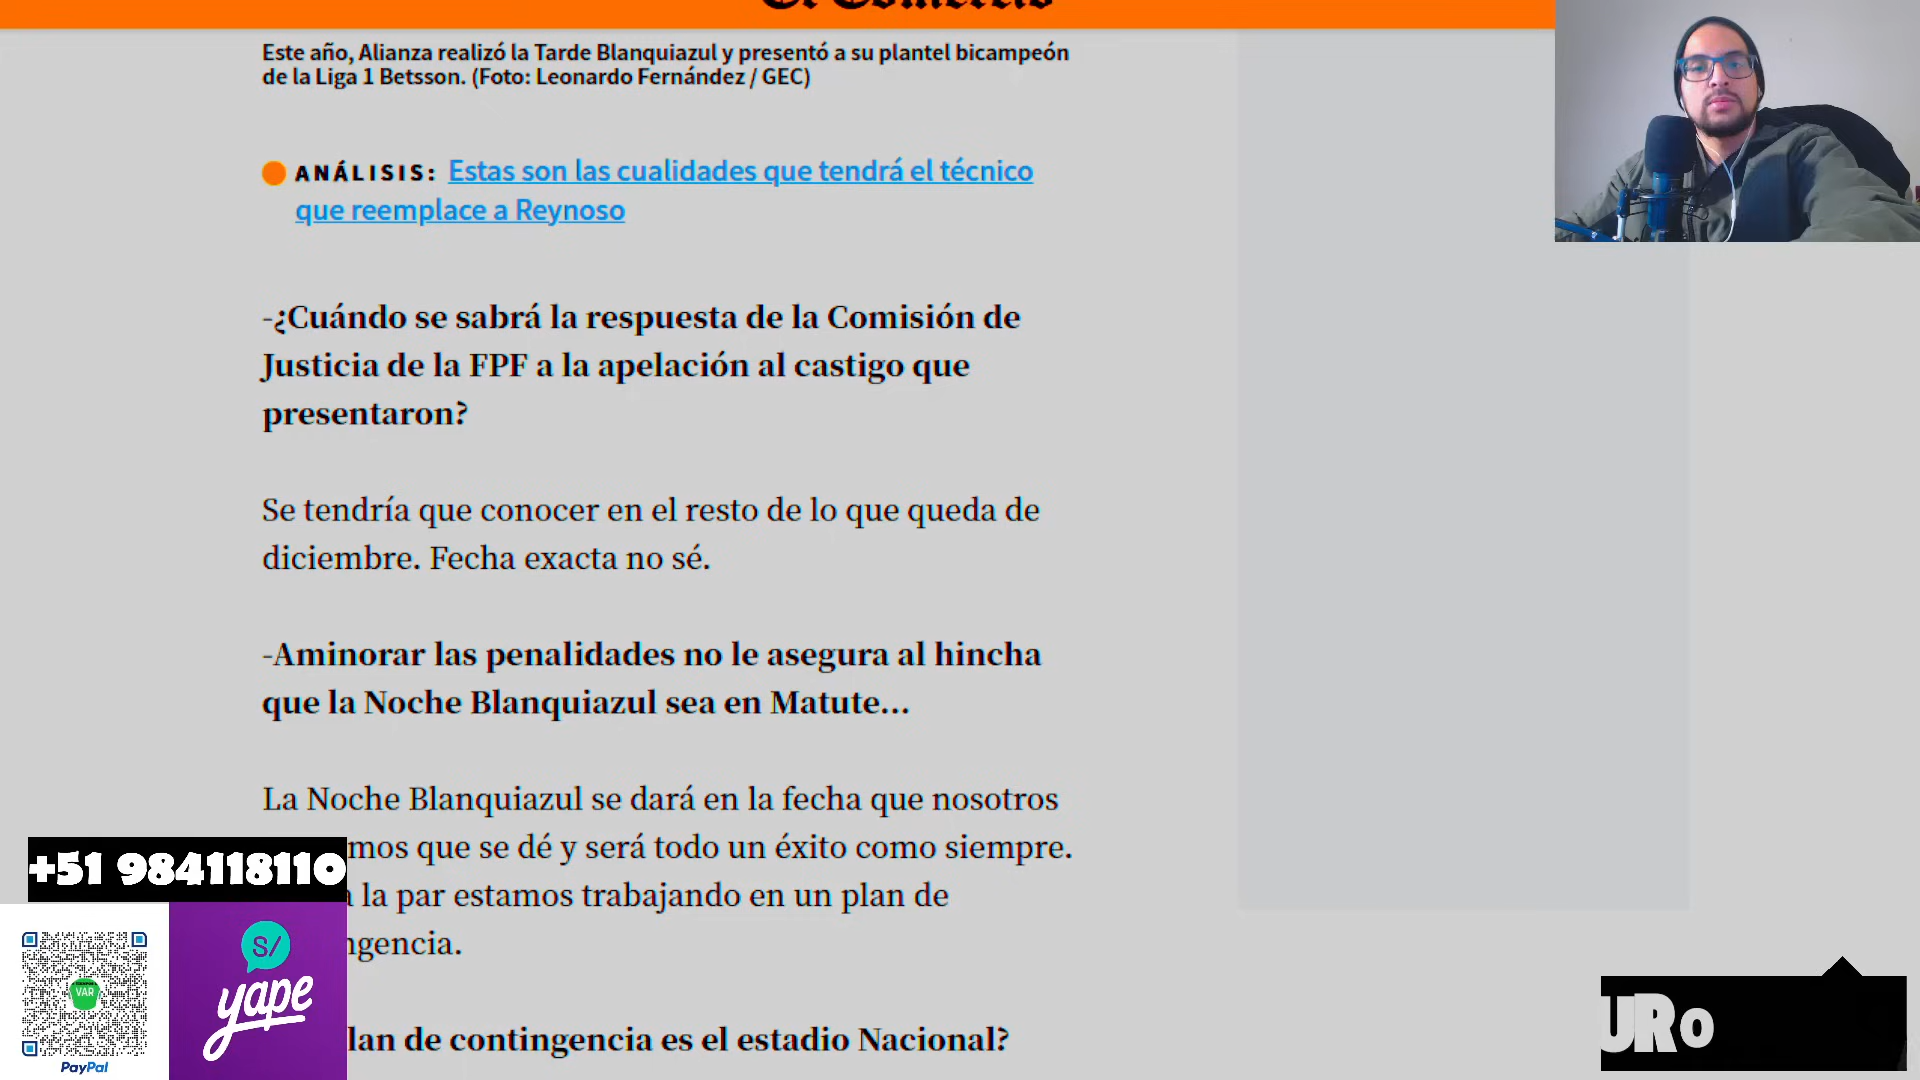 El Comercio
Este año, Alianza realizó la Tarde Blanquiazul y presentó a su plantel bicampeón
de la Liga 1 Betsson. (Foto: Leonardo Fernández / GEC)
ANÁLISIS: Estas son las cualidades que tendrá el técnico
que reemplace a Reynoso
-¿Cuándo se sabrá la respuesta de la Comisión de
Justicia de la FPF a la apelación al castigo que
presentaron?
Se tendría que conocer en el resto de lo que queda de
diciembre. Fecha exacta no sé.
-Aminorar las penalidades no le asegura al hincha
que la Noche Blanquiazul sea en Matute...
La Noche Blanquiazul se dará en la fecha que nosotros
mos que se dé y será todo un éxito como siempre.
la par estamos trabajando en un plan de
ngencia.
lan de contingencia es el estadio Nacional?
+51 984118110
VAR
PayPal
S/
yape
URo